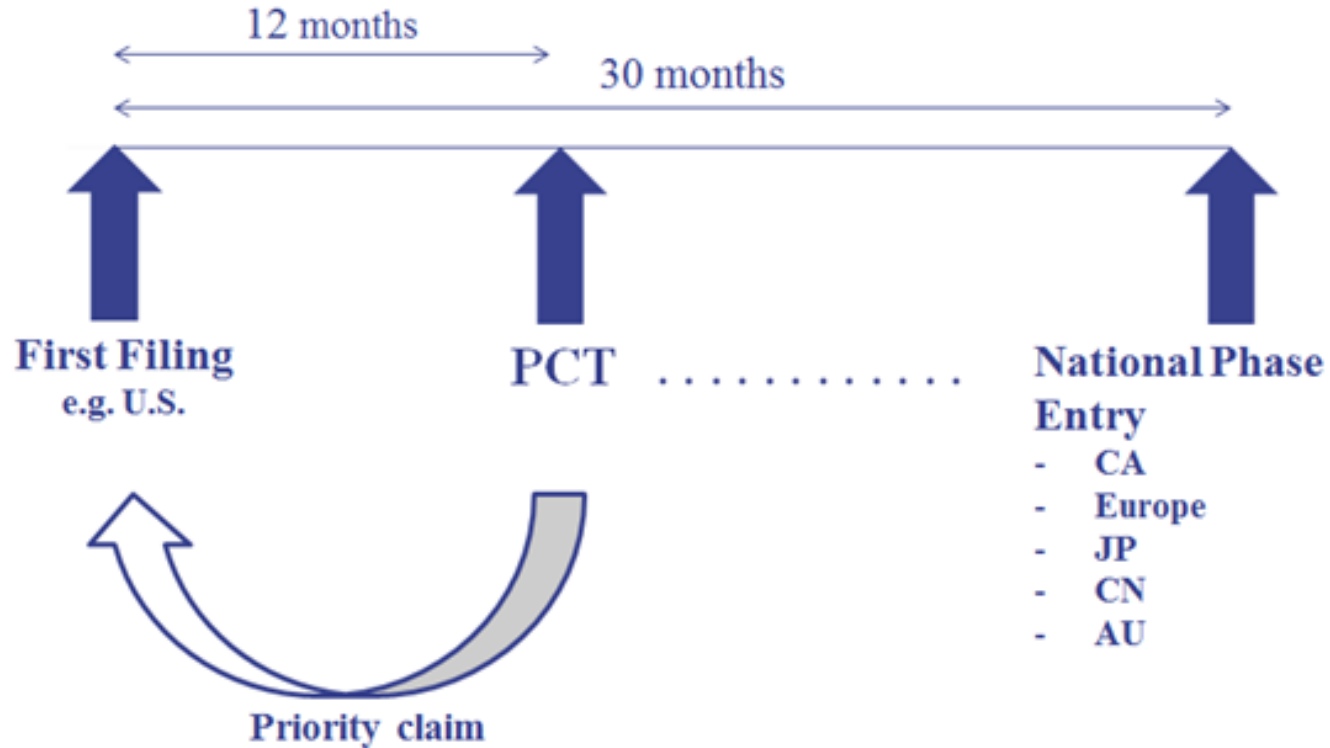 12 months
30 months
First Filing
e.g. U.S.
PCT ............
National Phase
Entry
- CA
- Europe
- JP
- CN
- AU
Priority claim